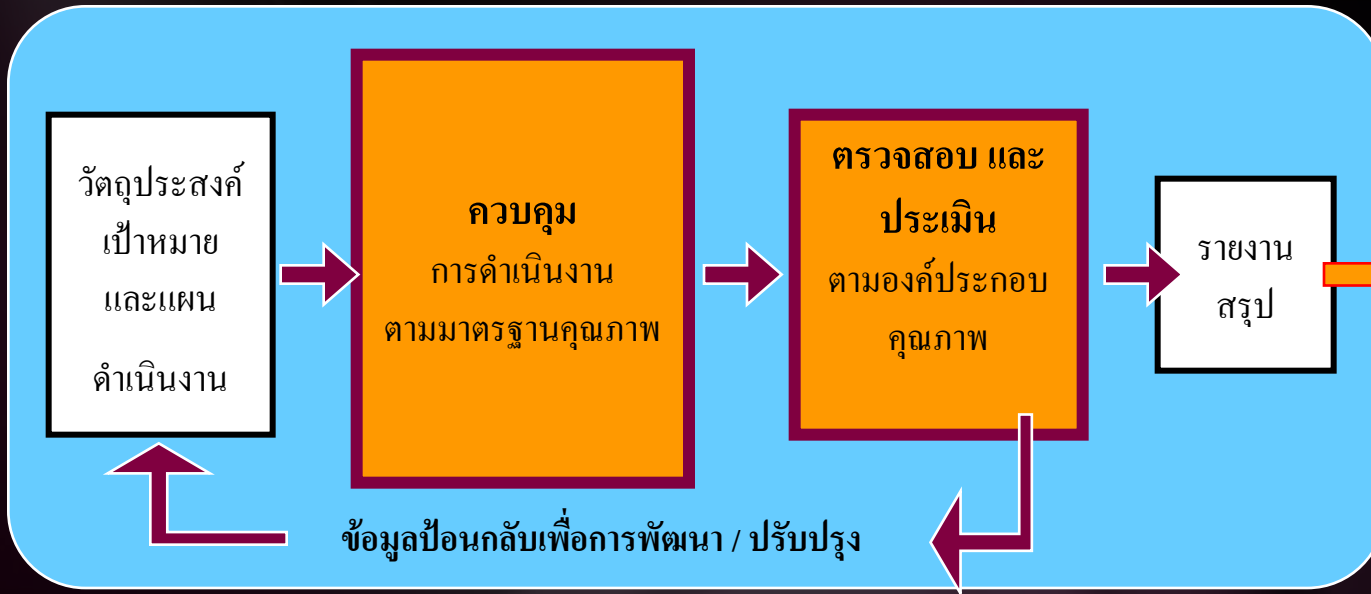 วัตถุประสงค์
เป้าหมาย
และแผน
ดำเนินงาน
ควบคุม
การดำเนินงาน
ตามมาตรฐานคุณภาพ
ตรวจสอบ และ
ประเมิน
ตามองค์ประกอบ
คุณภาพ
รายงาน
สรุป
ข้อมูลป้อนกลับเพื่อการพัฒนา / ปรับปรุง